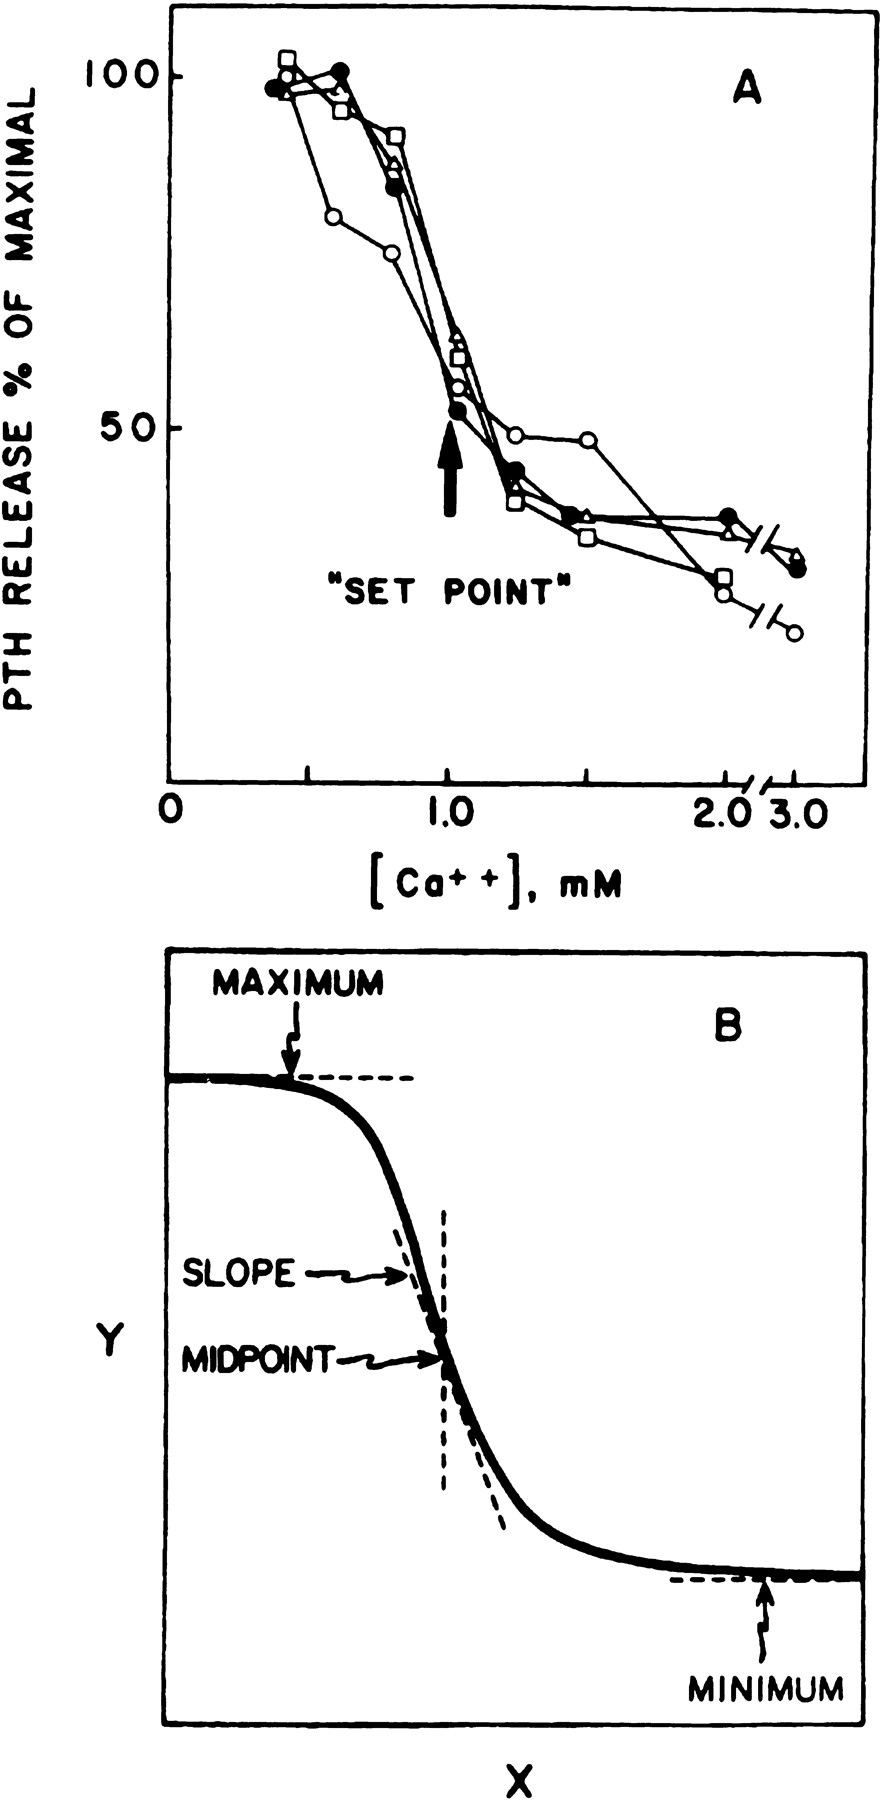 PTH RELEASE % OF MAXIMAL
A
100
50
"SET POINT"
0 1.0 2.0 3.0
[Ca++], mM
MAXIMUM
B
SLOPE
Y
MIDPOINT
MINIMUM
X